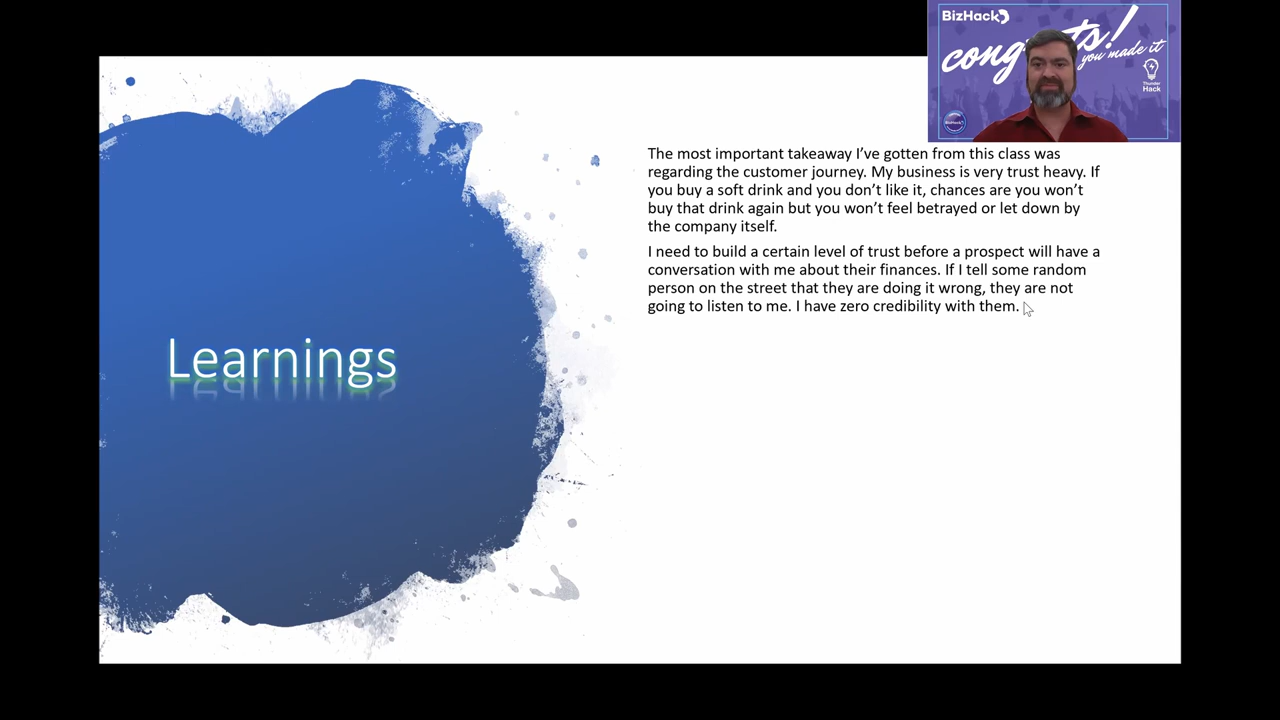 BizHack
congrats!
you made it
Thunder
Hack
BizHack
The most important takeaway I’ve gotten from this class was
regarding the customer journey. My business is very trust heavy. If
you buy a soft drink and you don’t like it, chances are you won’t
buy that drink again but you won’t feel betrayed or let down by
the company itself.
I need to build a certain level of trust before a prospect will have a
conversation with me about their finances. If I tell some random
person on the street that they are doing it wrong, they are not
going to listen to me. I have zero credibility with them.
Learnings